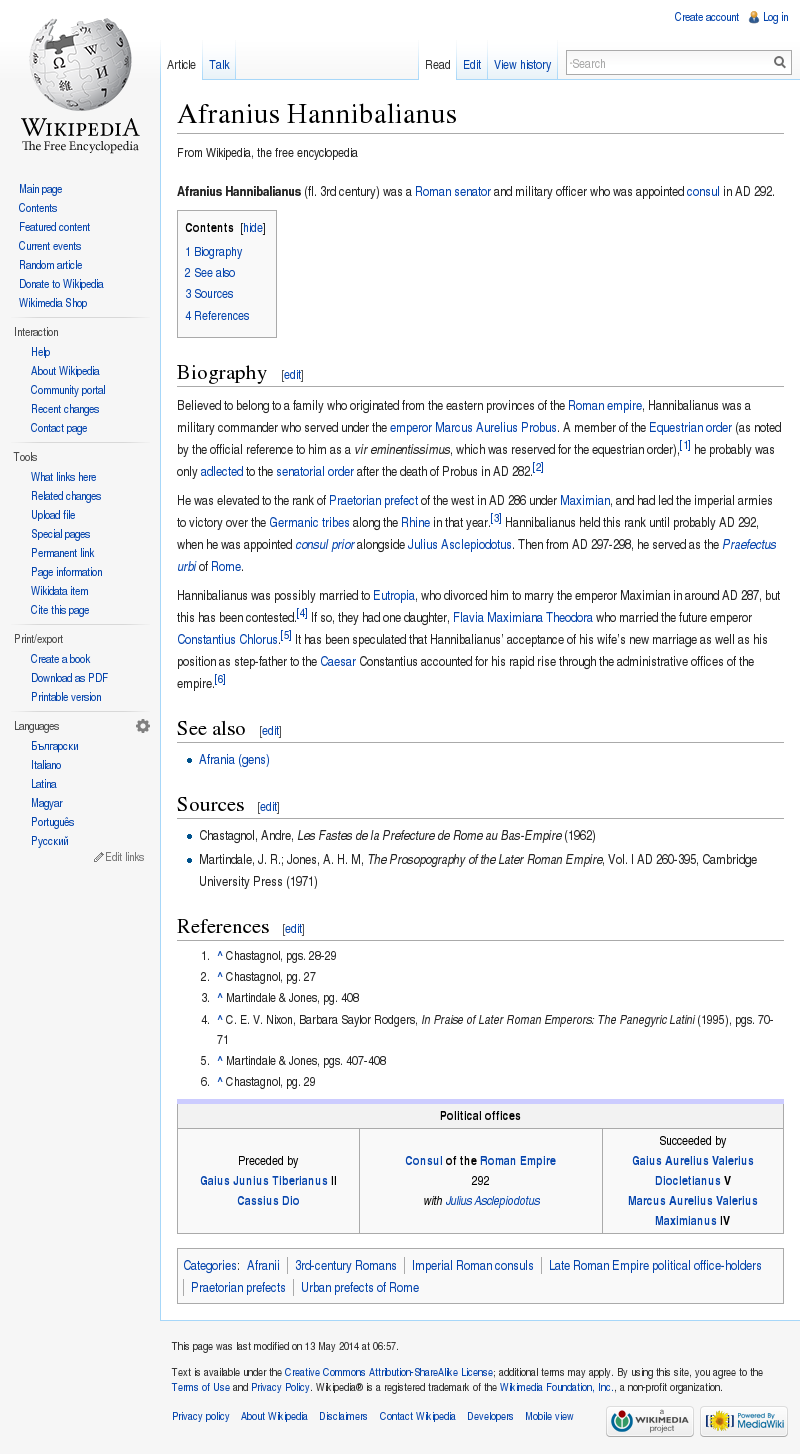 Create account Log in
Article Talk Read Edit View history Search
WIKIPEDIA
The Free Encyclopedia
Main page
Contents
Featured content
Current events
Random article
Donate to Wikipedia
Wikimedia Shop
Interaction
Help
About Wikipedia
Community portal
Recent changes
Contact page
Tools
What links here
Related changes
Upload file
Special pages
Permanent link
Page information
Wikidata item
Cite this page
Print/export
Create a book
Download as PDF
Printable version
Languages
Български
Italiano
Latina
Magyar
Português
Русский
Edit links
Afranius Hannibalianus
From Wikipedia, the free encyclopedia
Afranius Hannibalianus (fl. 3rd century) was a Roman senator and military officer who was appointed consul in AD 292.
Contents [hide]
1 Biography
2 See also
3 Sources
4 References
Biography [edit]
Believed to belong to a family who originated from the eastern provinces of the Roman empire, Hannibalianus was a
military commander who served under the emperor Marcus Aurelius Probus. A member of the Equestrian order (as noted
by the official reference to him as a vir eminentissimus, which was reserved for the equestrian order),[1] he probably was
only adlected to the senatorial order after the death of Probus in AD 282.[2]
He was elevated to the rank of Praetorian prefect of the west in AD 286 under Maximian, and had led the imperial armies
to victory over the Germanic tribes along the Rhine in that year.[3] Hannibalianus held this rank until probably AD 292,
when he was appointed consul prior alongside Julius Asclepiodotus. Then from AD 297-298, he served as the Praefectus
urbi of Rome.
Hannibalianus was possibly married to Eutropia, who divorced him to marry the emperor Maximian in around AD 287, but
this has been contested.[4] If so, they had one daughter, Flavia Maximiana Theodora who married the future emperor
Constantius Chlorus.[5] It has been speculated that Hannibalianus' acceptance of his wife's new marriage as well as his
position as step-father to the Caesar Constantius accounted for his rapid rise through the administrative offices of the
empire.[6]
See also [edit]
Afrania (gens)
Sources [edit]
Chastagnol, Andre, Les Fastes de la Prefecture de Rome au Bas-Empire (1962)
Martindale, J. R.; Jones, A. H. M, The Prosopography of the Later Roman Empire, Vol. I AD 260-395, Cambridge
University Press (1971)
References [edit]
1. ^ Chastagnol, pgs. 28-29
2. ^ Chastagnol, pg. 27
3. ^ Martindale & Jones, pg. 408
4. ^ C. E. V. Nixon, Barbara Saylor Rodgers, In Praise of Later Roman Emperors: The Panegyric Latini (1995), pgs. 70-
71
5. ^ Martindale & Jones, pgs. 407-408
6. ^ Chastagnol, pg. 29
Political offices
Preceded by
Gaius Junius Tiberianus II
Cassius Dio
Consul of the Roman Empire
292
with Julius Asclepiodotus
Succeeded by
Gaius Aurelius Valerius
Diocletianus V
Marcus Aurelius Valerius
Maximianus IV
Categories: Afranii 3rd-century Romans Imperial Roman consuls Late Roman Empire political office-holders
Praetorian prefects Urban prefects of Rome
This page was last modified on 13 May 2014 at 06:57.
Text is available under the Creative Commons Attribution-ShareAlike License; additional terms may apply. By using this site, you agree to the
Terms of Use and Privacy Policy. Wikipedia® is a registered trademark of the Wikimedia Foundation, Inc., a non-profit organization.
Privacy policy About Wikipedia Disclaimers Contact Wikipedia Developers Mobile view
a
WIKIMEDIA
project
Powered By
MediaWiki